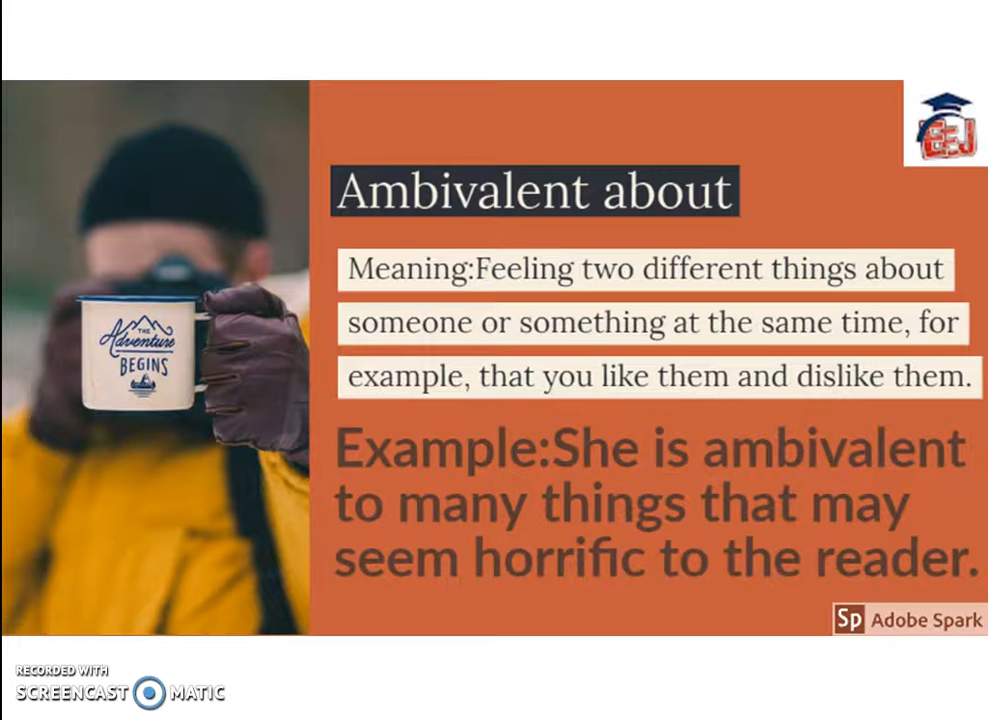 EEJ
Ambivalent about
Meaning:Feeling two different things about
someone or something at the same time, for
example, that you like them and dislike them.
THE
Adventure
BEGINS
Example:She is ambivalent
to many things that may
seem horrific to the reader.
Sp Adobe Spark
RECORDED WITH
SCREENCAST MATIC